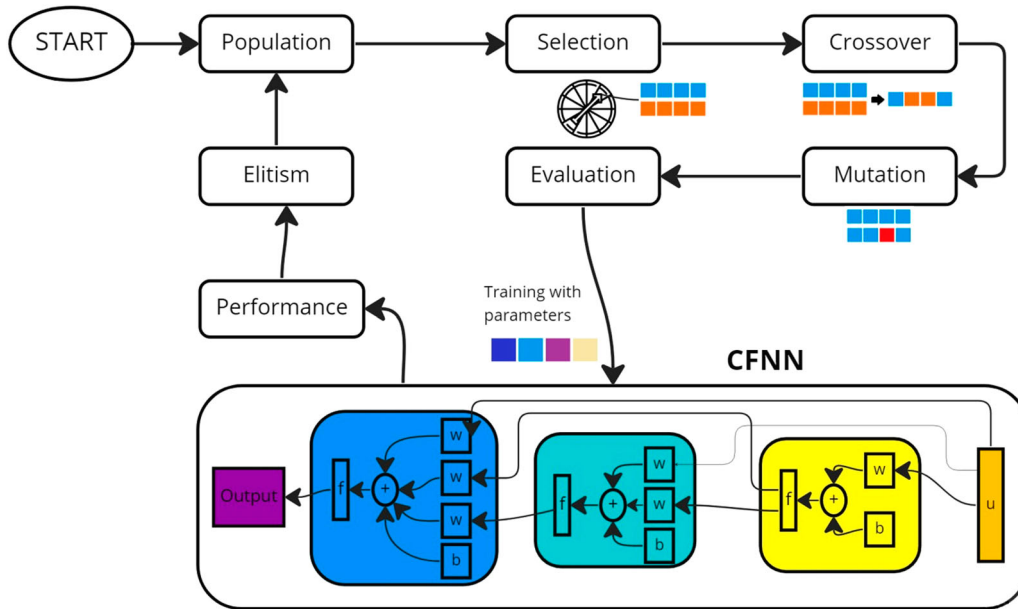 START
Population
Selection
Crossover
Elitism
Evaluation
Mutation
Performance
Training with
parameters
CFNN
Output
f
+
w
w
w
b
f
+
w
w
b
f
+
w
b
u